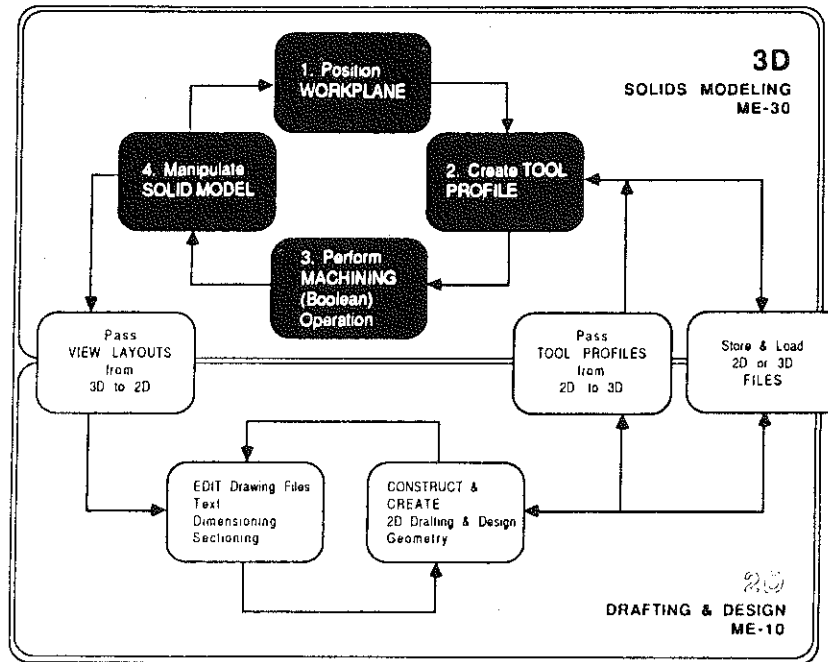 1. Position
WORKPLANE
3D
SOLIDS MODELING
ME-30
4. Manipulate
SOLID MODEL
2. Create TOOL
PROFILE
3. Perform
MACHINING
(Boolean)
Operation
Pass
VIEW LAYOUTS
from
3D to 2D
Pass
TOOL PROFILES
from
2D to 3D
Store & Load
2D or 3D
FILES
EDIT Drawing Files
Text
Dimensioning
Sectioning
CONSTRUCT &
CREATE
2D Drafting & Design
Geometry
2D
DRAFTING & DESIGN
ME-10